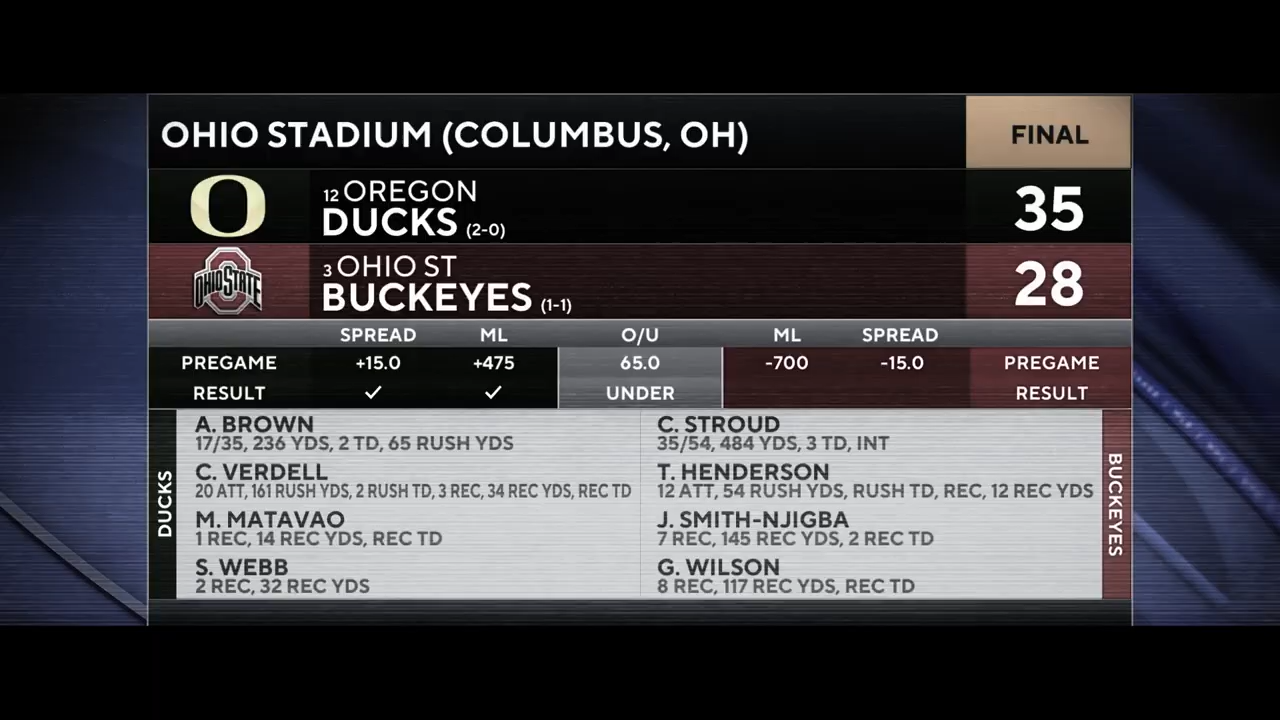 OHIO STADIUM (COLUMBUS, OH) FINAL
12 OREGON
DUCKS (2-0) 35
OHIO STATE
3 OHIO ST
BUCKEYES (1-1) 28
SPREAD ML O/U ML SPREAD
PREGAME +15.0 +475 65.0 -700 -15.0 PREGAME
RESULT ✓ ✓ UNDER RESULT
DUCKS
A. BROWN
17/35, 236 YDS, 2 TD, 65 RUSH YDS
C. VERDELL
20 ATT, 161 RUSH YDS, 2 RUSH TD, 3 REC, 34 REC YDS, REC TD
M. MATAVAO
1 REC, 14 REC YDS, REC TD
S. WEBB
2 REC, 32 REC YDS
C. STROUD
35/54, 484 YDS, 3 TD, INT
T. HENDERSON
12 ATT, 54 RUSH YDS, RUSH TD, REC, 12 REC YDS
J. SMITH-NJIGBA
7 REC, 145 REC YDS, 2 REC TD
G. WILSON
8 REC, 117 REC YDS, REC TD
BUCKEYES